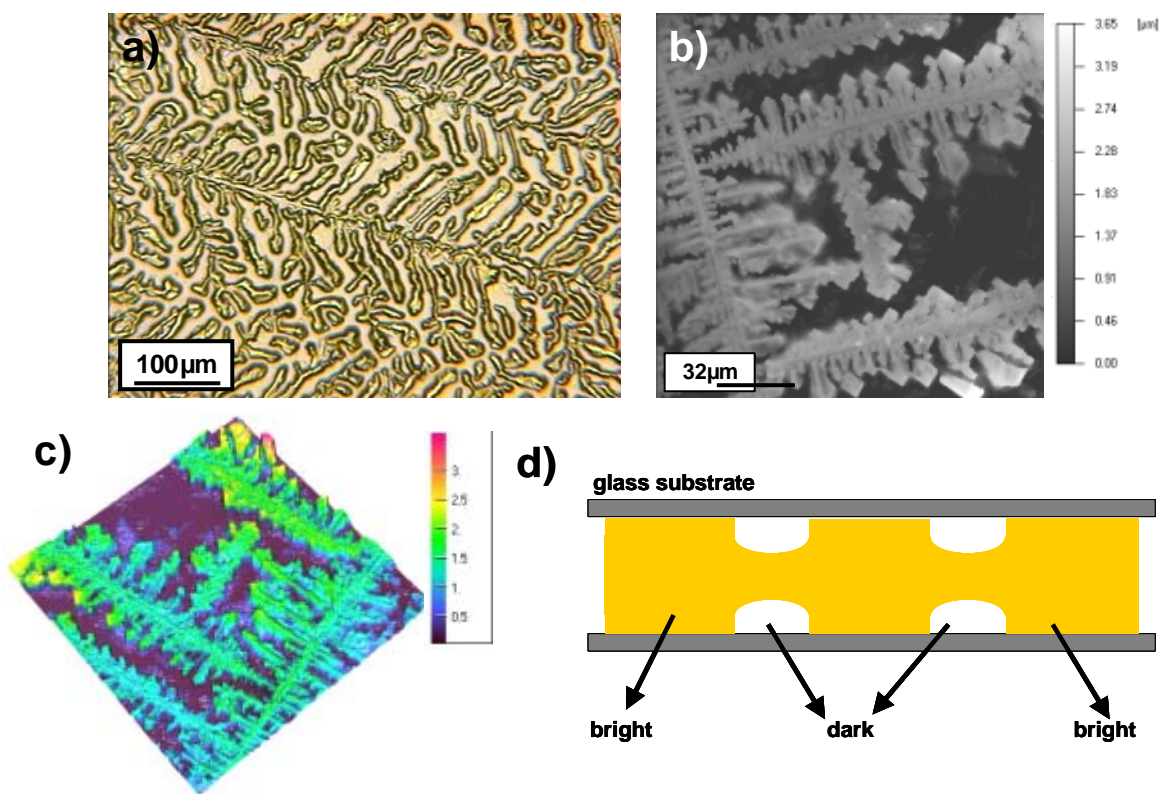 a)
100µm
b)
32µm
3.65 [µm]
3.19
2.74
2.28
1.83
1.37
0.91
0.46
0.00
c)
3.
2.5
2.
1.5
1.
0.5
d)
glass substrate
bright
dark
bright